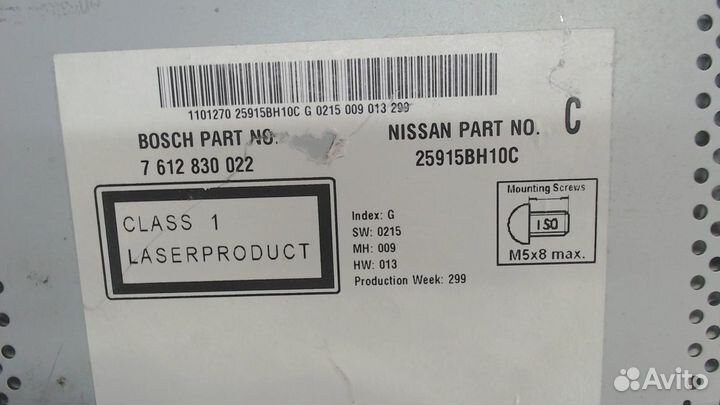 1101270 25915BH10C G 0215 009 013 299
BOSCH PART NO.
7 612 830 022
NISSAN PART NO.
25915BH10C
C
CLASS 1
LASERPRODUCT
Index: G
SW: 0215
MH: 009
HW: 013
Production Week: 299
Mounting Screws
ISO
M5x8 max.
Avito